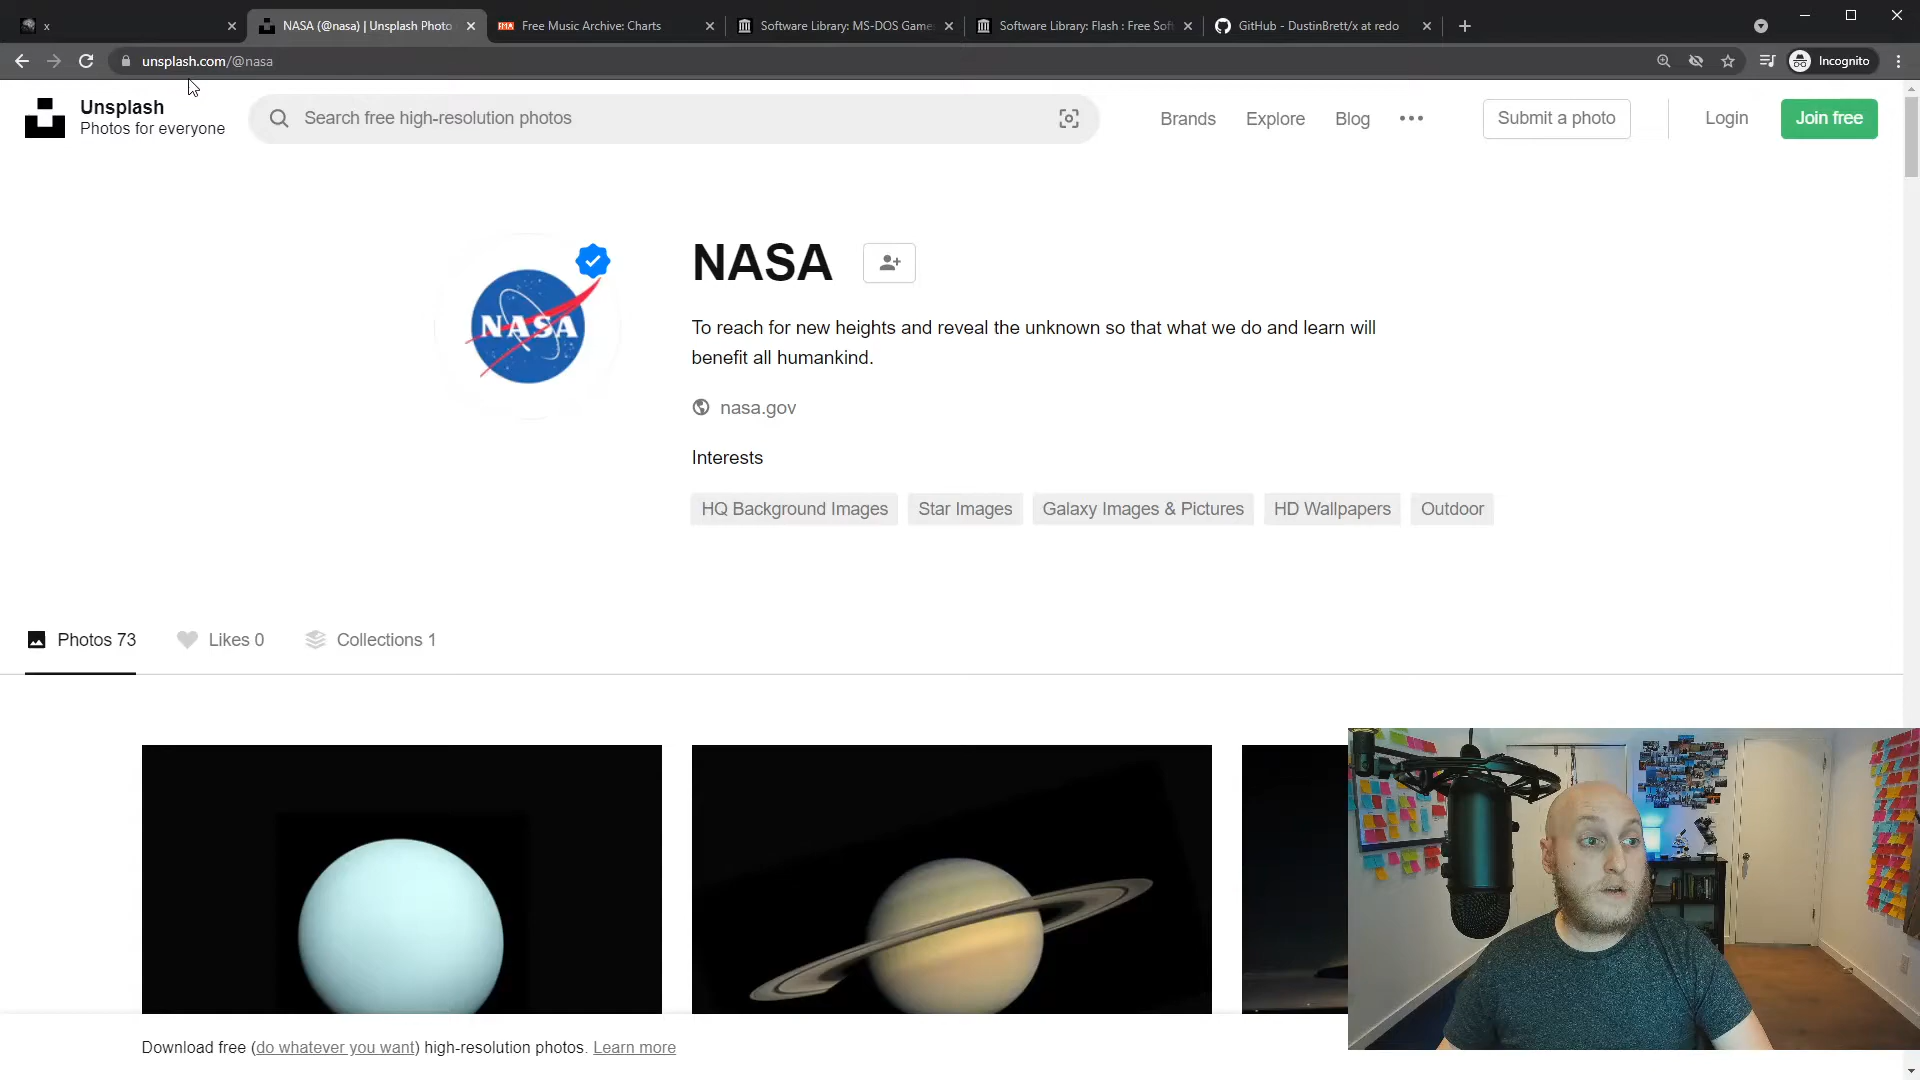 x
NASA (@nasa) | Unsplash Photo
Free Music Archive: Charts
Software Library: MS-DOS Game
Software Library: Flash : Free Sof
GitHub - DustinBrett/x at redo
unsplash.com/@nasa
Incognito
Unsplash
Photos for everyone
Search free high-resolution photos
Brands
Explore
Blog
Submit a photo
Login
Join free
NASA
NASA
To reach for new heights and reveal the unknown so that what we do and learn will
benefit all humankind.
nasa.gov
Interests
HQ Background Images
Star Images
Galaxy Images & Pictures
HD Wallpapers
Outdoor
Photos 73
Likes 0
Collections 1
Download free (do whatever you want) high-resolution photos. Learn more